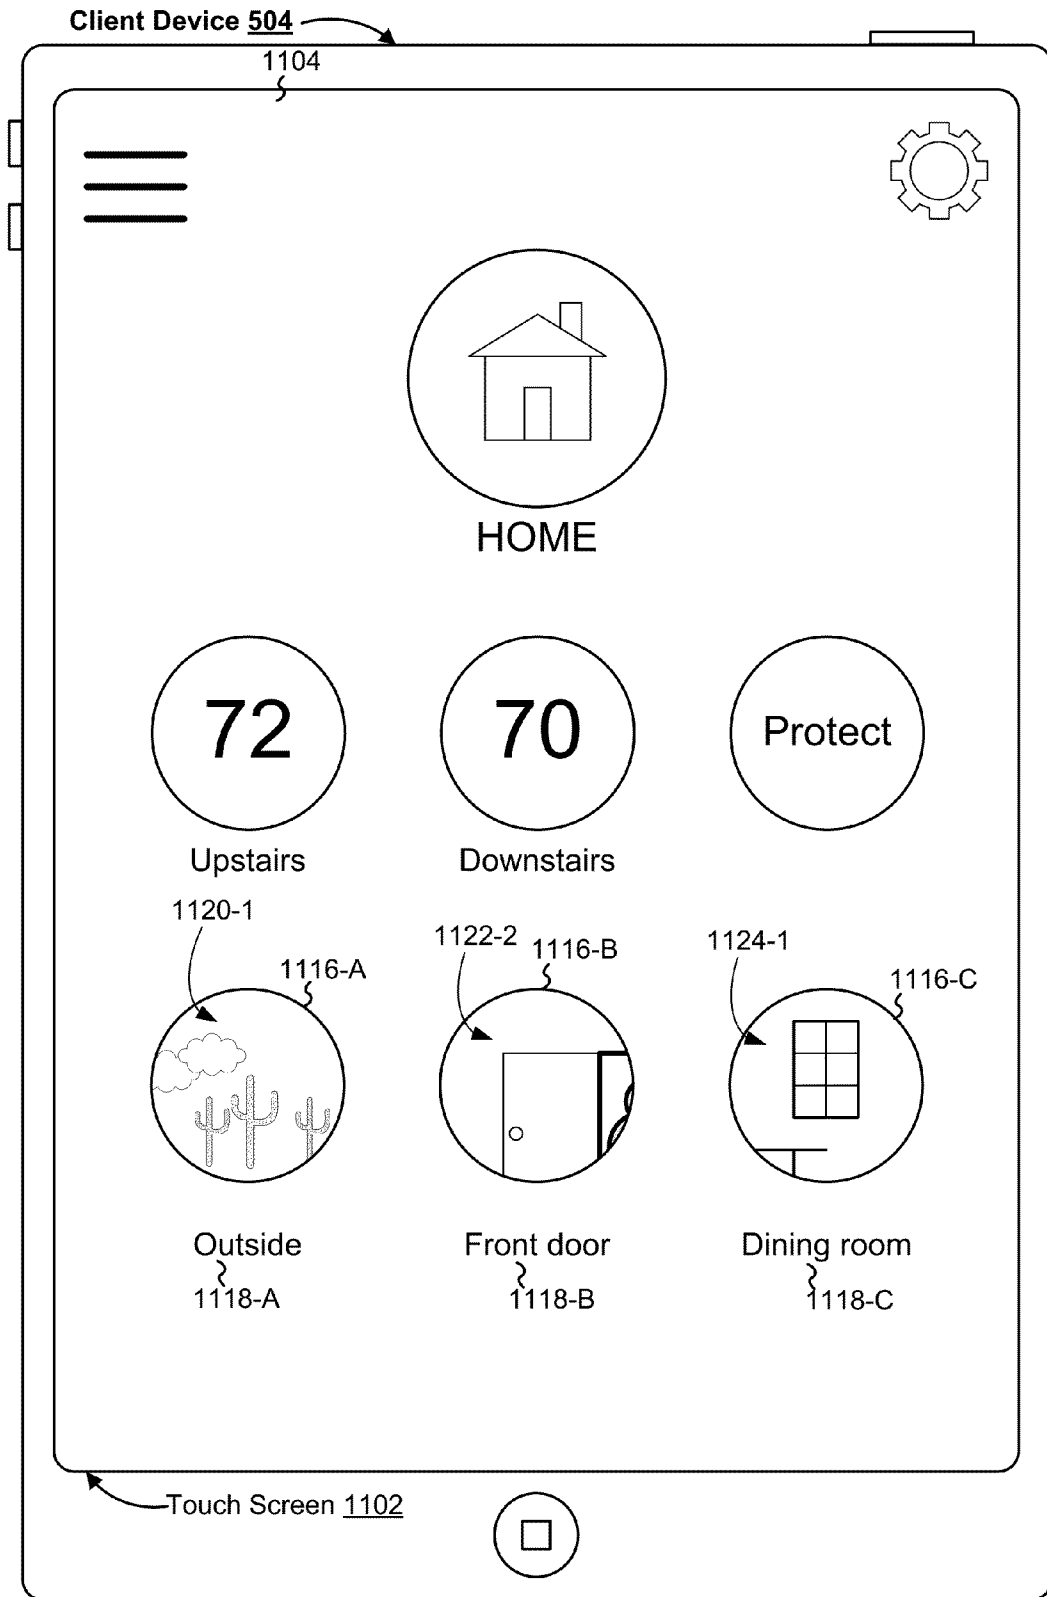 Client Device 504
1104
HOME
72
70
Protect
Upstairs
Downstairs
1120-1
1122-2
1116-B
1124-1
1116-A
1116-C
Outside
Front door
Dining room
1118-A
1118-B
1118-C
Touch Screen 1102